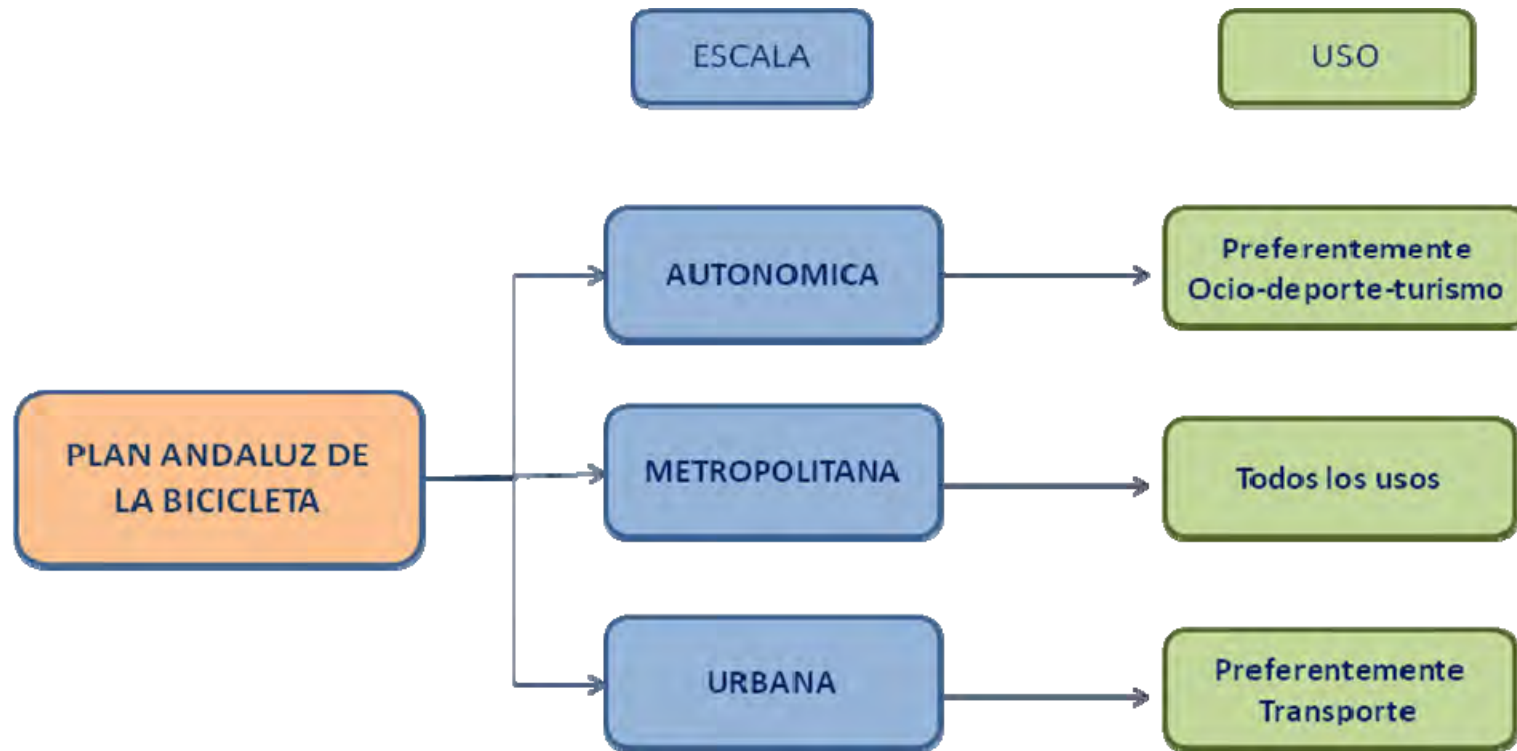 ESCALA
USO
AUTONOMICA
Preferentemente
Ocio-deporte-turismo
PLAN ANDALUZ DE
LA BICICLETA
METROPOLITANA
Todos los usos
URBANA
Preferentemente
Transporte